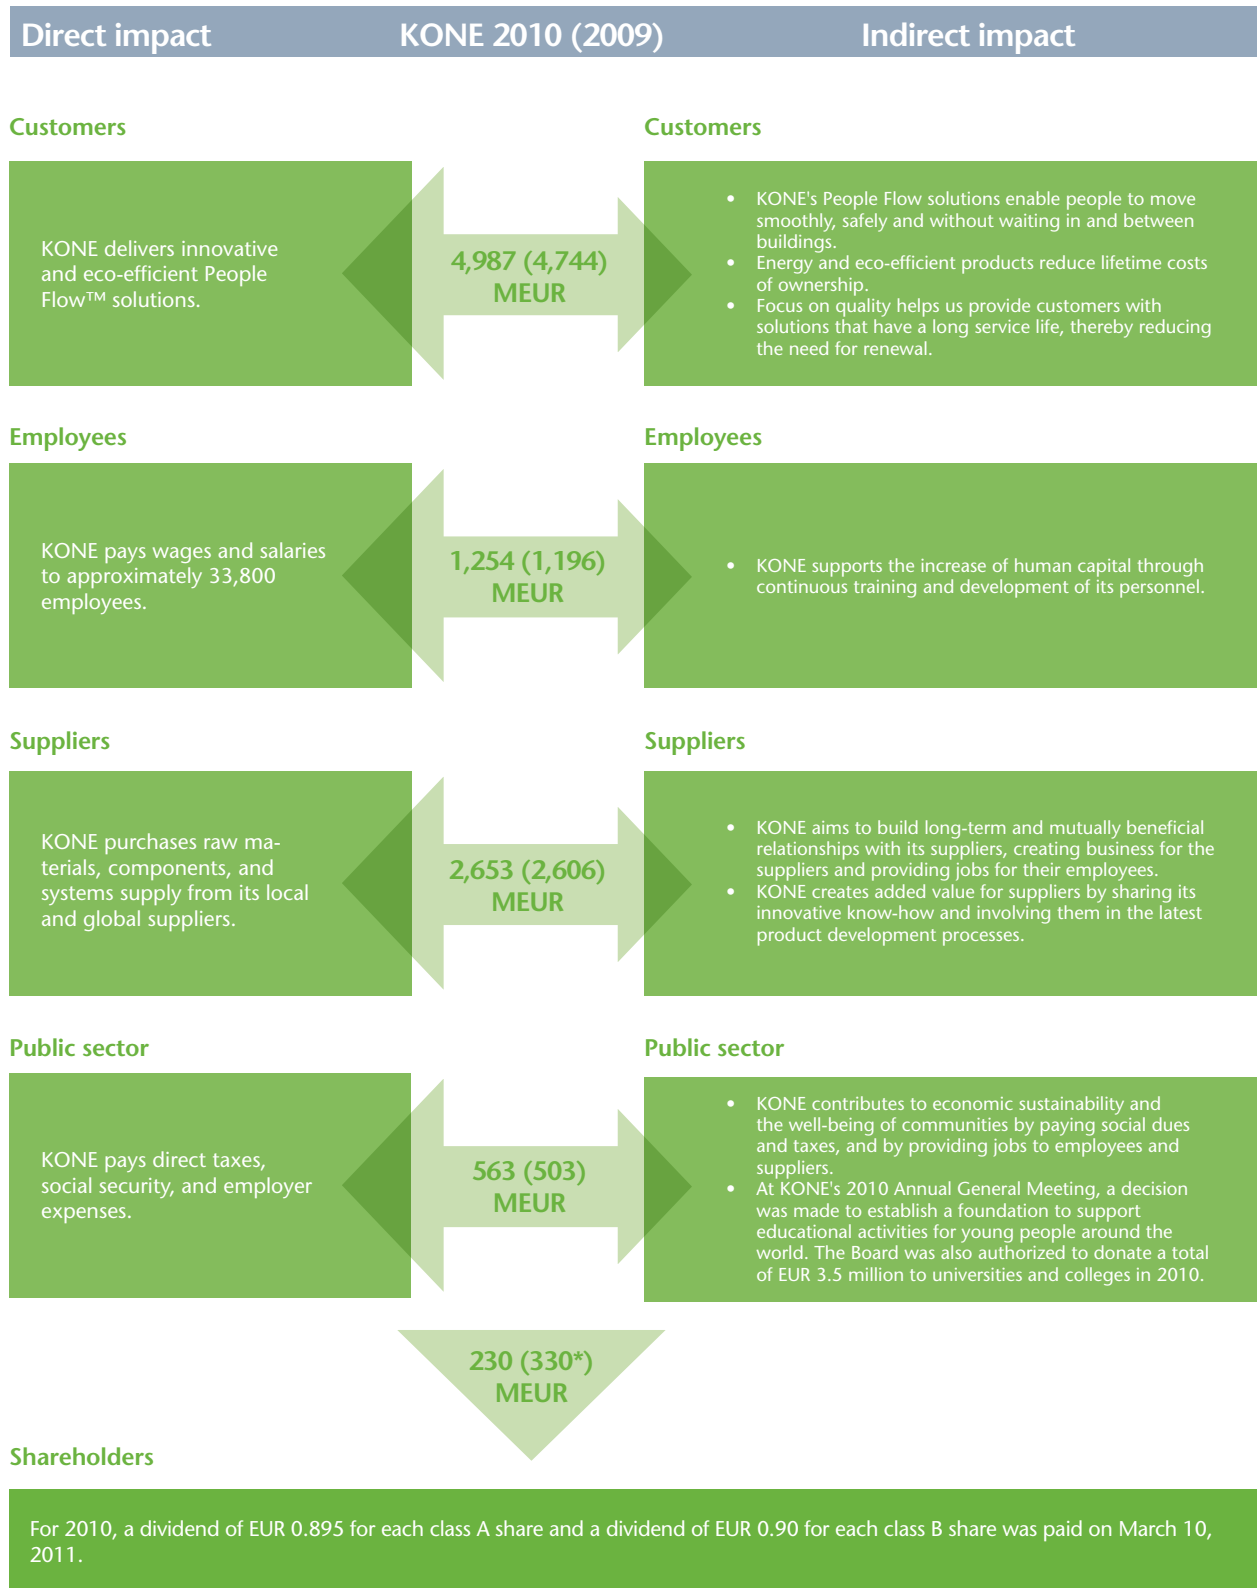 Direct impact
KONE 2010 (2009)
Indirect impact
Customers
KONE delivers innovative
and eco-efficient People
Flow™ solutions.
4,987 (4,744)
MEUR
Customers
• KONE's People Flow solutions enable people to move
smoothly, safely and without waiting in and between
buildings.
• Energy and eco-efficient products reduce lifetime costs
of ownership.
• Focus on quality helps us provide customers with
solutions that have a long service life, thereby reducing
the need for renewal.
Employees
KONE pays wages and salaries
to approximately 33,800
employees.
1,254 (1,196)
MEUR
Employees
• KONE supports the increase of human capital through
continuous training and development of its personnel.
Suppliers
KONE purchases raw ma-
terials, components, and
systems supply from its local
and global suppliers.
2,653 (2,606)
MEUR
Suppliers
• KONE aims to build long-term and mutually beneficial
relationships with its suppliers, creating business for the
suppliers and providing jobs for their employees.
• KONE creates added value for suppliers by sharing its
innovative know-how and involving them in the latest
product development processes.
Public sector
KONE pays direct taxes,
social security, and employer
expenses.
563 (503)
MEUR
Public sector
• KONE contributes to economic sustainability and
the well-being of communities by paying social dues
and taxes, and by providing jobs to employees and
suppliers.
• At KONE's 2010 Annual General Meeting, a decision
was made to establish a foundation to support
educational activities for young people around the
world. The Board was also authorized to donate a total
of EUR 3.5 million to universities and colleges in 2010.
230 (330*)
MEUR
Shareholders
For 2010, a dividend of EUR 0.895 for each class A share and a dividend of EUR 0.90 for each class B share was paid on March 10,
2011.